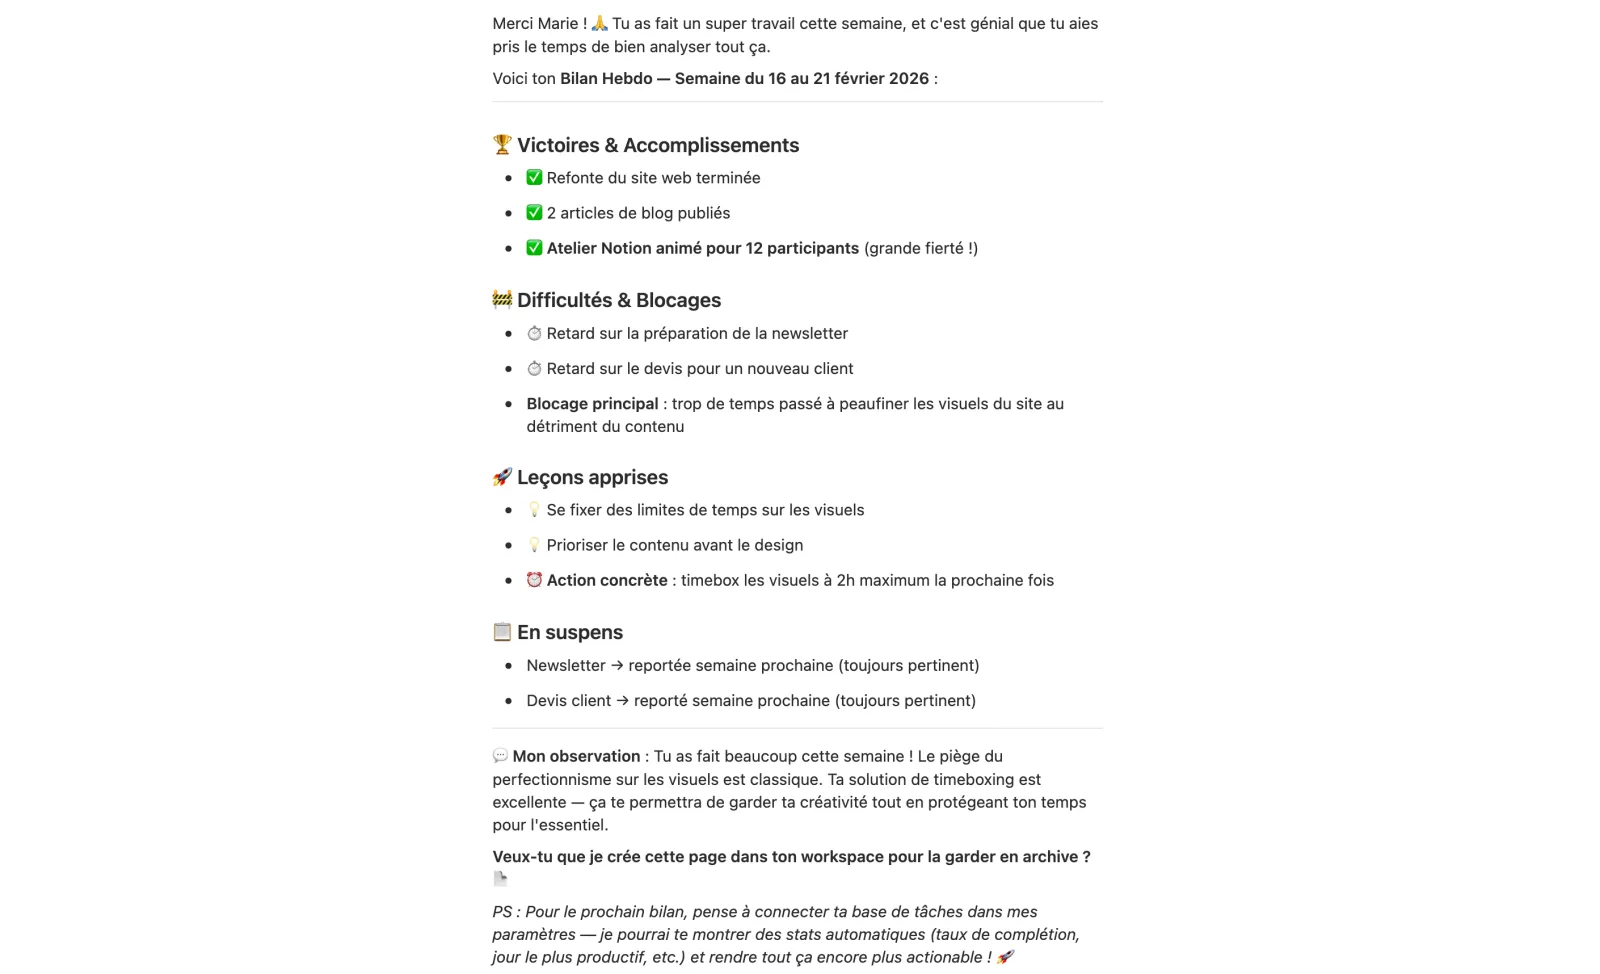 Merci Marie ! 🙏 Tu as fait un super travail cette semaine, et c'est génial que tu aies
pris le temps de bien analyser tout ça.
Voici ton Bilan Hebdo — Semaine du 16 au 21 février 2026 :
🏆 Victoires & Accomplissements
• ✅ Refonte du site web terminée
• ✅ 2 articles de blog publiés
• ✅ Atelier Notion animé pour 12 participants (grande fierté !)
🚧 Difficultés & Blocages
• ⏱️ Retard sur la préparation de la newsletter
• ⏱️ Retard sur le devis pour un nouveau client
• Blocage principal : trop de temps passé à peaufiner les visuels du site au
détriment du contenu
🚀 Leçons apprises
• 💡 Se fixer des limites de temps sur les visuels
• 💡 Prioriser le contenu avant le design
• ⏰ Action concrète : timebox les visuels à 2h maximum la prochaine fois
📋 En suspens
• Newsletter → reportée semaine prochaine (toujours pertinent)
• Devis client → reporté semaine prochaine (toujours pertinent)
💬 Mon observation : Tu as fait beaucoup cette semaine ! Le piège du
perfectionnisme sur les visuels est classique. Ta solution de timeboxing est
excellente — ça te permettra de garder ta créativité tout en protégeant ton temps
pour l'essentiel.
Veux-tu que je crée cette page dans ton workspace pour la garder en archive ?
PS : Pour le prochain bilan, pense à connecter ta base de tâches dans mes
paramètres — je pourrai te montrer des stats automatiques (taux de complétion,
jour le plus productif, etc.) et rendre tout ça encore plus actionable ! 🚀